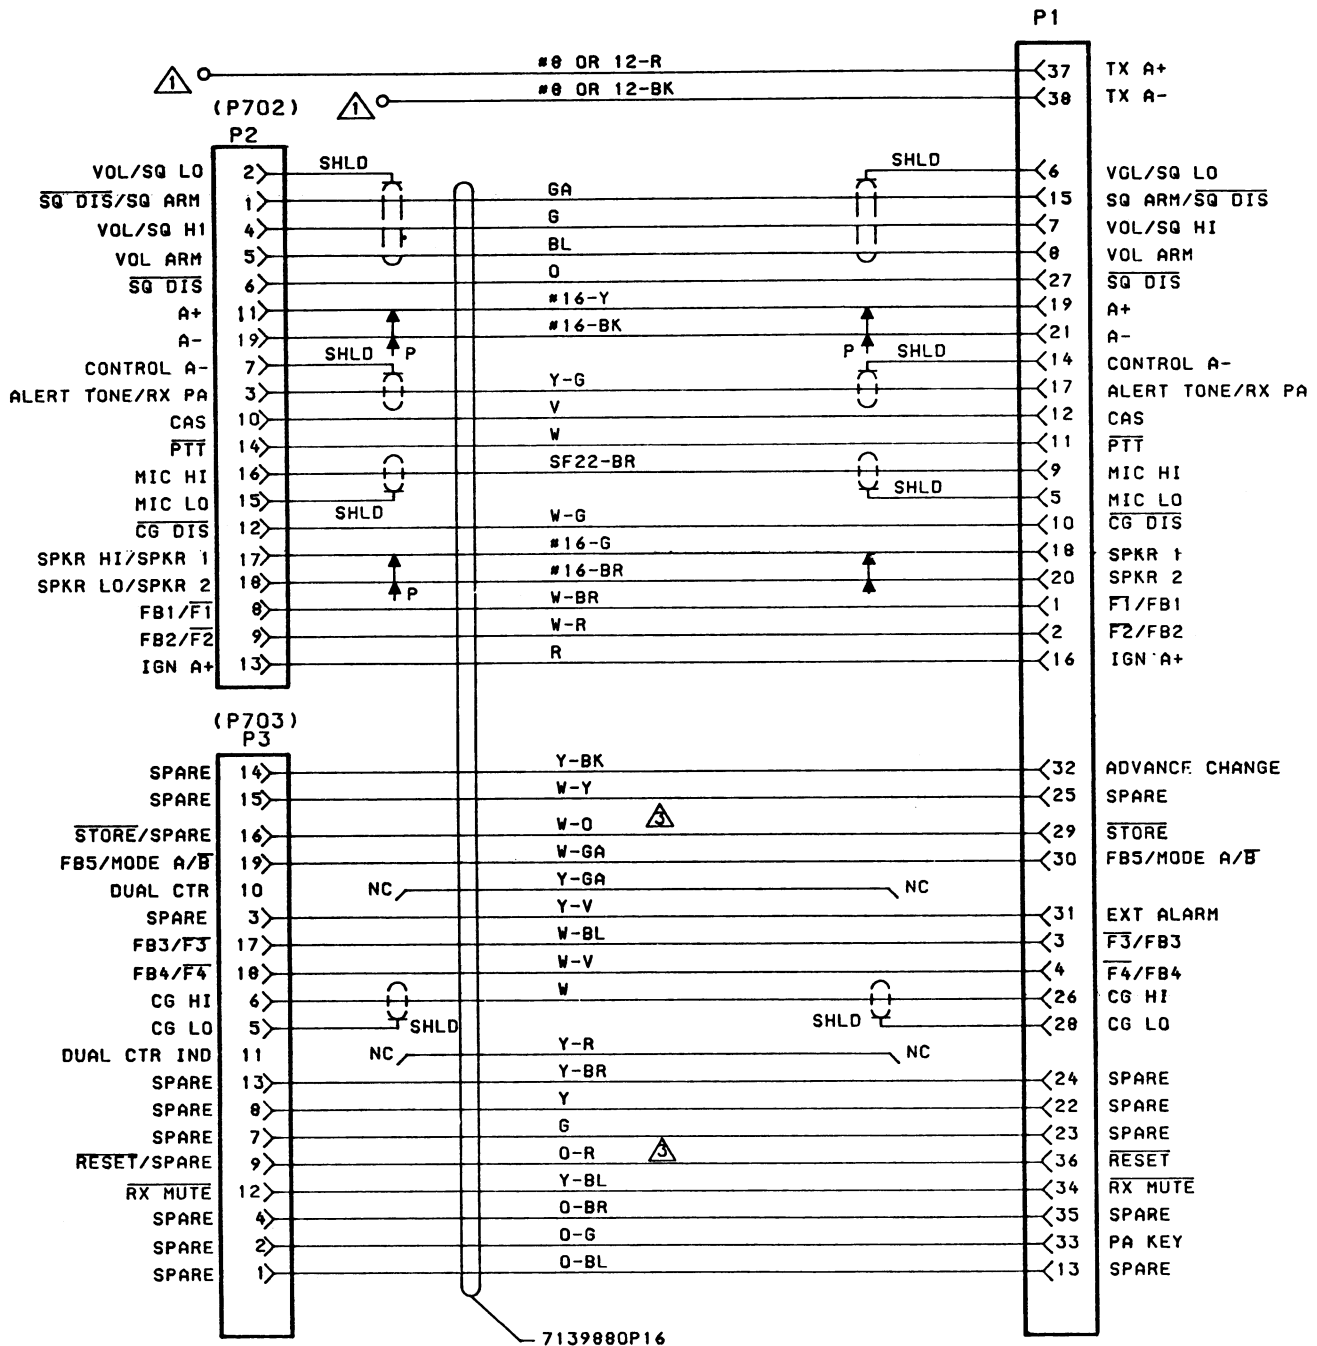 P1
#8 OR 12-R
37 TX A+
1
#8 OR 12-BK
38 TX A-
1
(P702)
P2
VOL/SQ LO 2 SHLD SHLD 6 VOL/SQ LO
SQ DIS/SQ ARM 1 GA 15 SQ ARM/SQ DIS
VOL/SQ HI 4 G 7 VOL/SQ HI
VOL ARM 5 BL 8 VOL ARM
SQ DIS 6 O 27 SQ DIS
A+ 11 #16-Y 19 A+
A- 19 #16-BK 21 A-
P P
CONTROL A- 7 SHLD SHLD 14 CONTROL A-
ALERT TONE/RX PA 3 Y-G 17 ALERT TONE/RX PA
CAS 10 V 12 CAS
PTT 14 W 11 PTT
MIC HI 16 SF22-BR 9 MIC HI
MIC LO 15 SHLD SHLD 5 MIC LO
CG DIS 12 W-G 10 CG DIS
SPKR HI/SPKR 1 17 #16-G 18 SPKR 1
SPKR LO/SPKR 2 18 #16-BR 20 SPKR 2
P
FB1/F1 8 W-BR 1 F1/FB1
FB2/F2 9 W-R 2 F2/FB2
IGN A+ 13 R 16 IGN A+
(P703)
P3
SPARE 14 Y-BK 32 ADVANCE CHANGE
SPARE 15 W-Y 25 SPARE
3
STORE/SPARE 16 W-O 29 STORE
FB5/MODE A/B 19 W-GA 30 FB5/MODE A/B
DUAL CTR 10 NC Y-GA NC
SPARE 3 Y-V 31 EXT ALARM
FB3/F3 17 W-BL 3 F3/FB3
FB4/F4 18 W-V 4 F4/FB4
CG HI 6 W 26 CG HI
CG LO 5 SHLD SHLD 28 CG LO
DUAL CTR IND 11 NC Y-R NC
SPARE 13 Y-BR 24 SPARE
SPARE 8 Y 22 SPARE
SPARE 7 G 23 SPARE
3
RESET/SPARE 9 O-R 36 RESET
RX MUTE 12 Y-BL 34 RX MUTE
SPARE 4 O-BR 35 SPARE
SPARE 2 O-G 33 PA KEY
SPARE 1 O-BL 13 SPARE
7139880P16